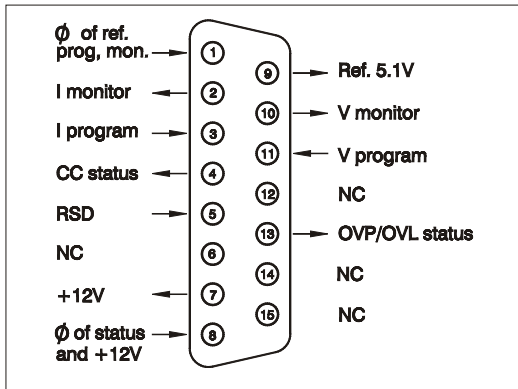 ϕ of ref.
prog, mon.
1
I monitor
2
I program
3
CC status
4
RSD
5
NC
6
+12V
7
ϕ of status
and +12V
8
9
Ref. 5.1V
10
V monitor
11
V program
12
NC
13
OVP/OVL status
14
NC
15
NC